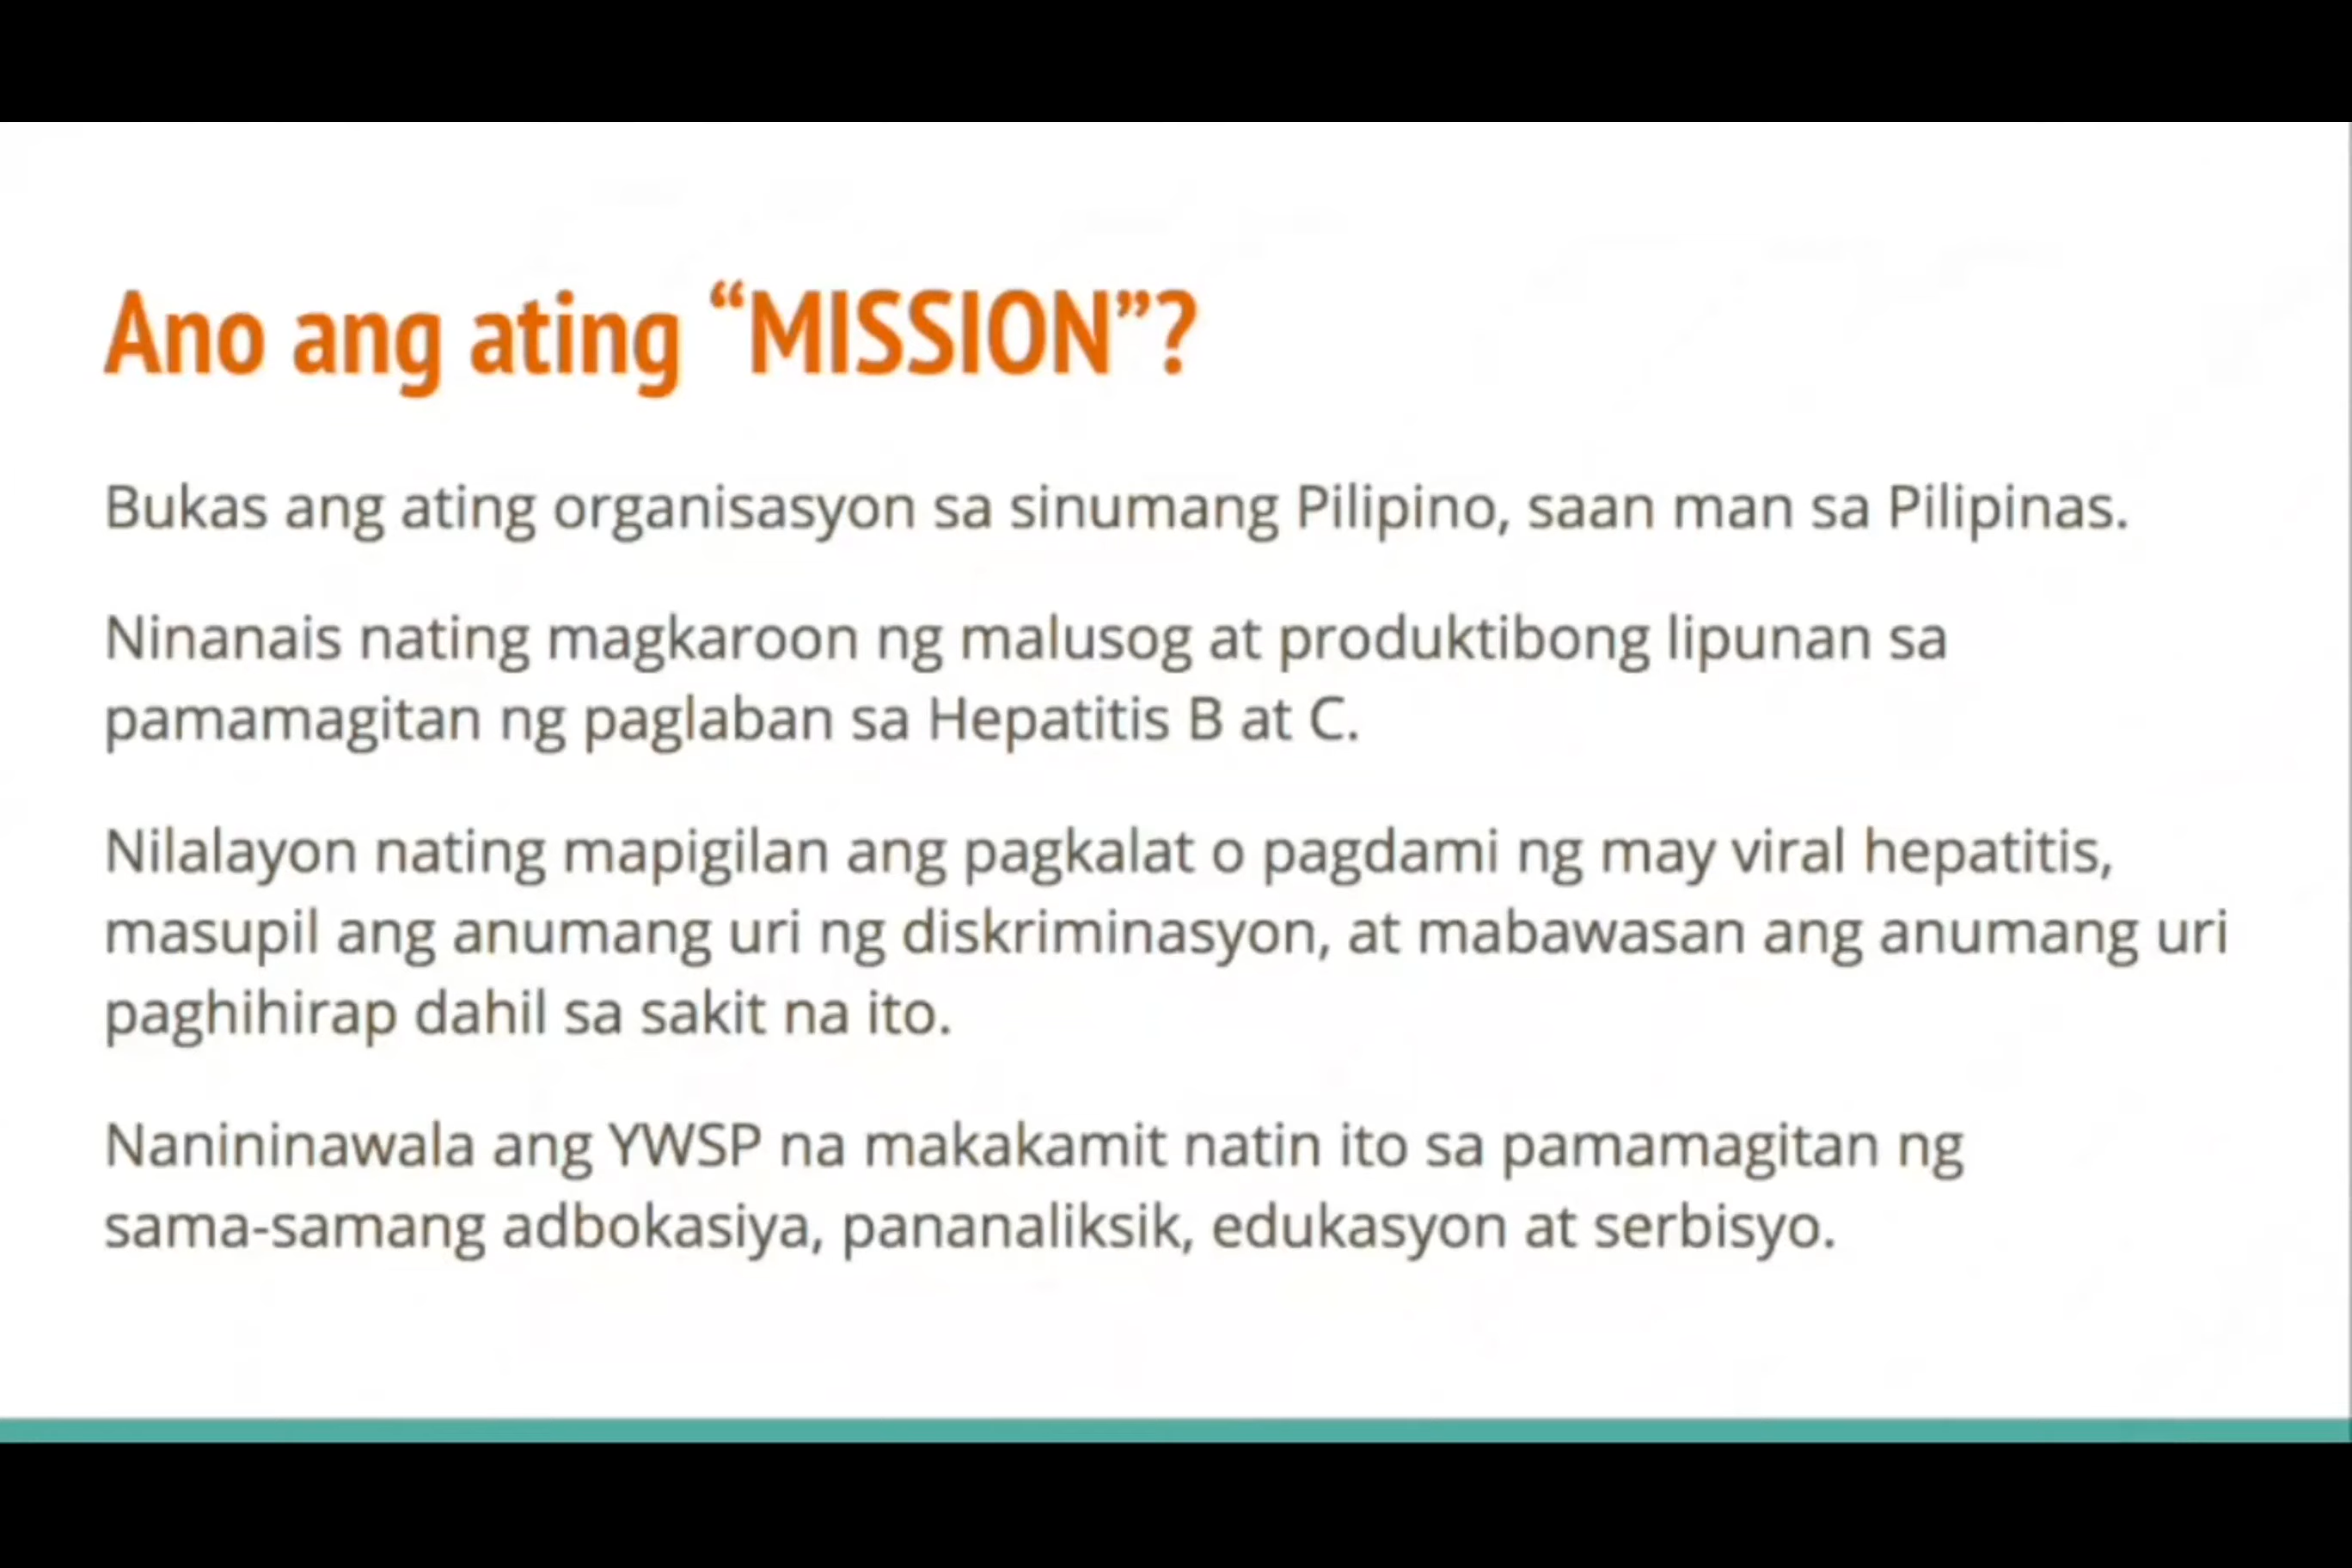 Ano ang ating “MISSION”?
Bukas ang ating organisasyon sa sinumang Pilipino, saan man sa Pilipinas.
Ninanais nating magkaroon ng malusog at produktibong lipunan sa
pamamagitan ng paglaban sa Hepatitis B at C.
Nilalayon nating mapigilan ang pagkalat o pagdami ng may viral hepatitis,
masupil ang anumang uri ng diskriminasyon, at mabawasan ang anumang uri
paghihirap dahil sa sakit na ito.
Nanininawala ang YWSP na makakamit natin ito sa pamamagitan ng
sama-samang adbokasiya, pananaliksik, edukasyon at serbisyo.